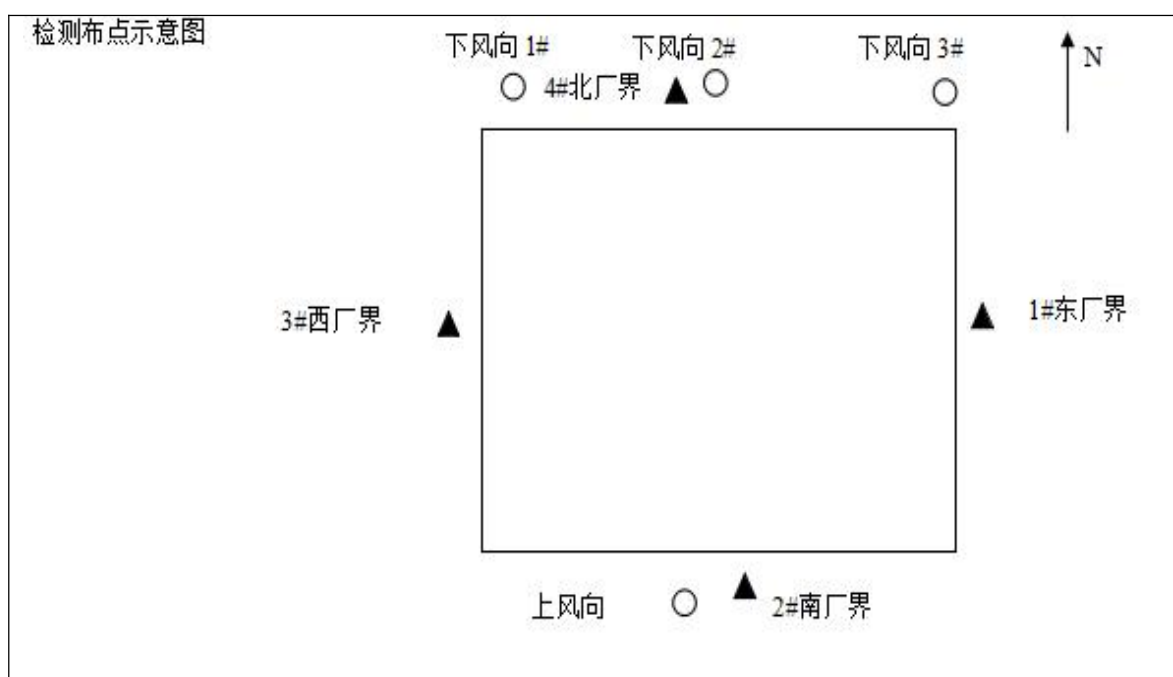 检测布点示意图
下风向 1#
下风向 2#
下风向 3#
N
4#北厂界
3#西厂界
1#东厂界
上风向
2#南厂界